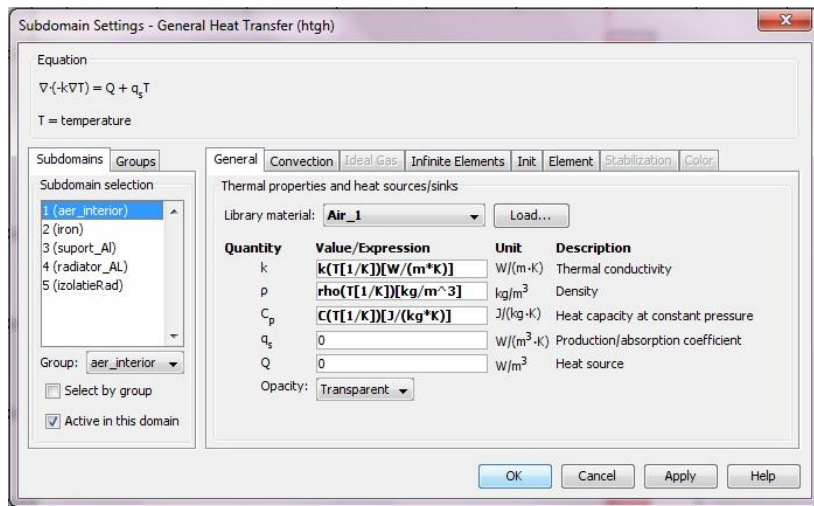 Subdomain Settings - General Heat Transfer (htgh)
Equation
∇·(-k∇T) = Q + qₛT
T = temperature
Subdomains Groups
Subdomain selection
1 (aer_interior)
2 (iron)
3 (suport_Al)
4 (radiator_AL)
5 (izolatieRad)
Group: aer_interior
Select by group
Active in this domain
General Convection Ideal Gas Infinite Elements Init Element Stabilization Color
Thermal properties and heat sources/sinks
Library material: Air_1 Load...
Quantity Value/Expression Unit Description
k k(T[1/K])[W/(m*K)] W/(m·K) Thermal conductivity
ρ rho(T[1/K])[kg/m^3] kg/m³ Density
Cₚ C(T[1/K])[J/(kg*K)] J/(kg·K) Heat capacity at constant pressure
qₛ 0 W/(m³·K) Production/absorption coefficient
Q 0 W/m³ Heat source
Opacity: Transparent
OK Cancel Apply Help